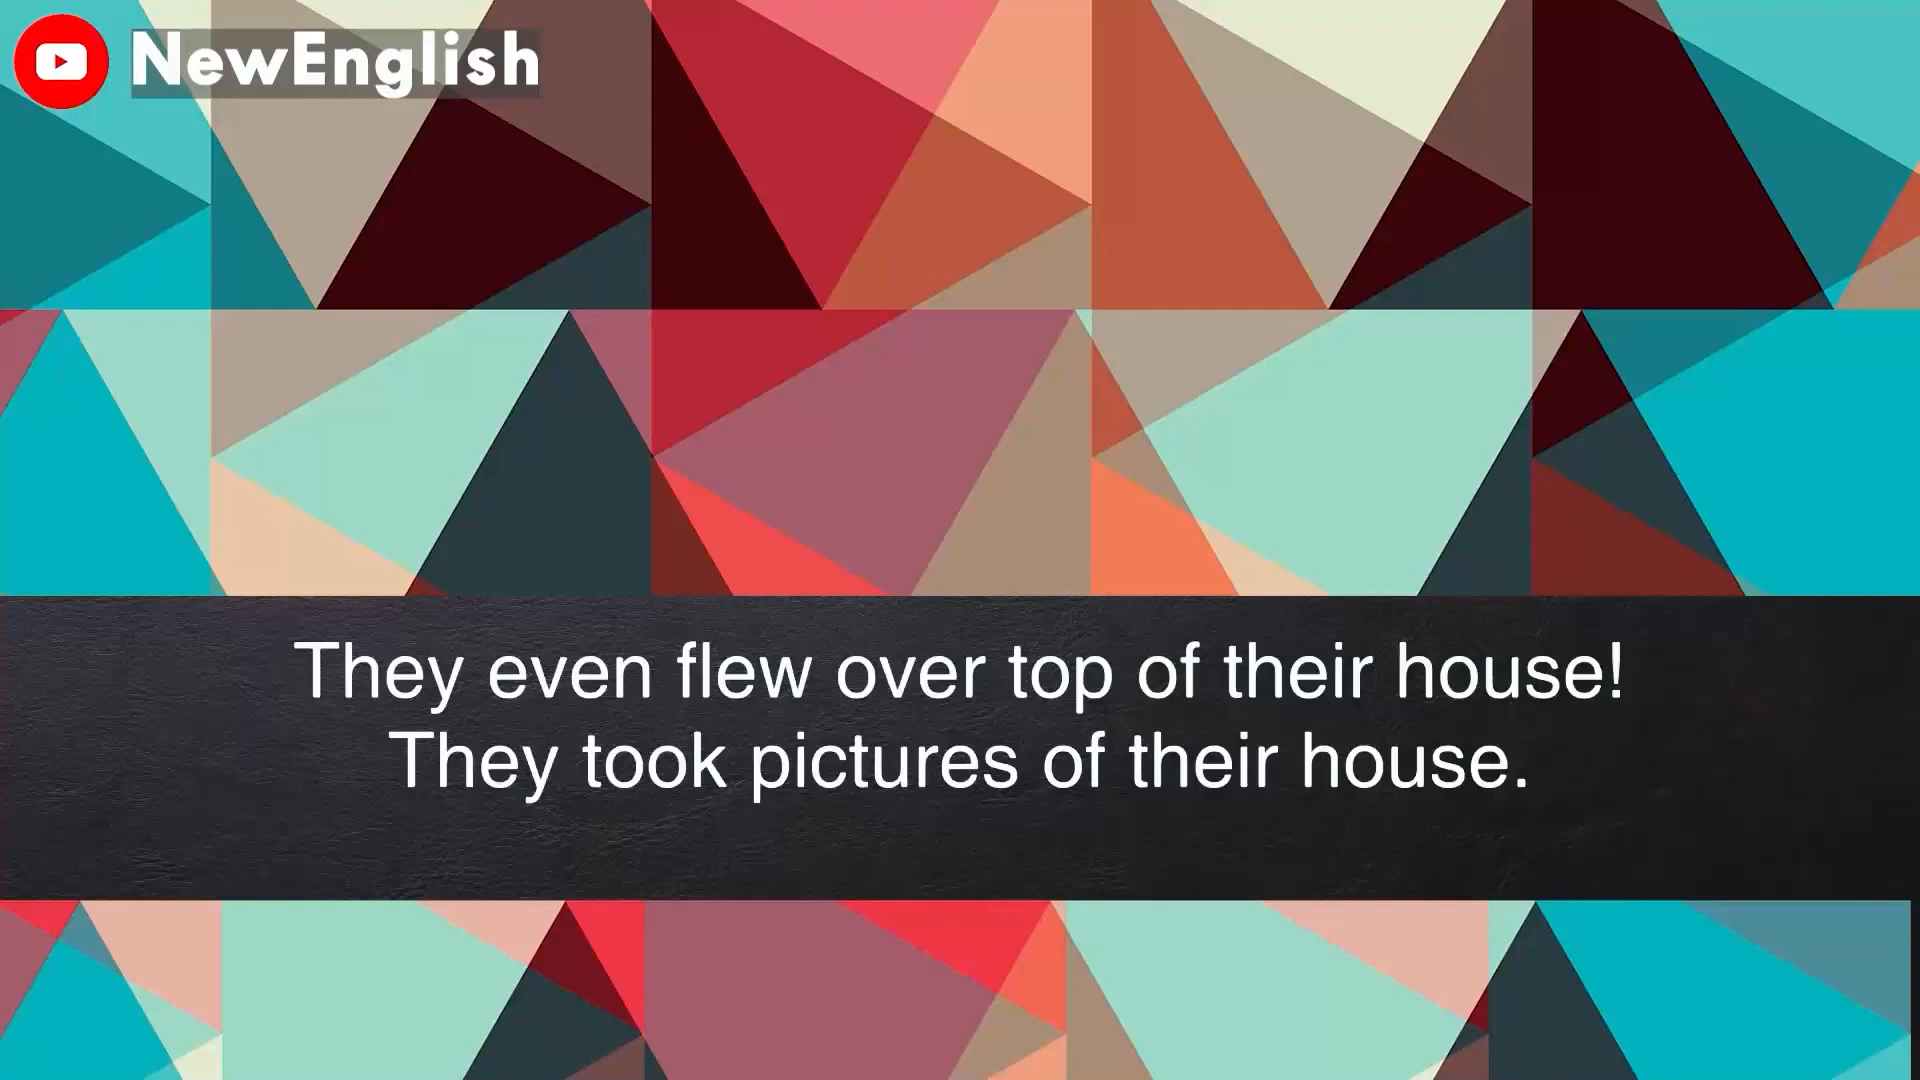 NewEnglish
They even flew over top of their house!
They took pictures of their house.